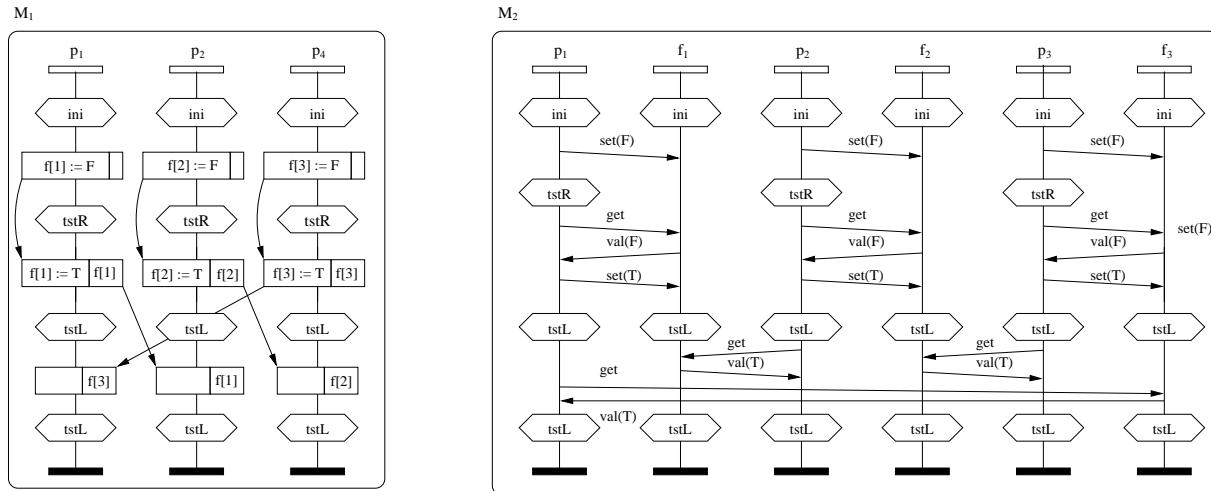 M1 M2
p1 p2 p4 p1 f1 p2 f2 p3 f3
ini ini ini ini ini ini ini ini ini
set(F) set(F) set(F)
f[1] := F f[2] := F f[3] := F
tstR tstR tstR tstR tstR tstR
get get get set(F)
val(F) val(F) val(F)
f[1] := T f[1] f[2] := T f[2] f[3] := T f[3] set(T) set(T) set(T)
tstL tstL tstL tstL tstL tstL tstL tstL tstL
get get
val(T) val(T)
f[3] f[1] f[2] get
val(T)
tstL tstL tstL tstL tstL tstL tstL tstL tstL